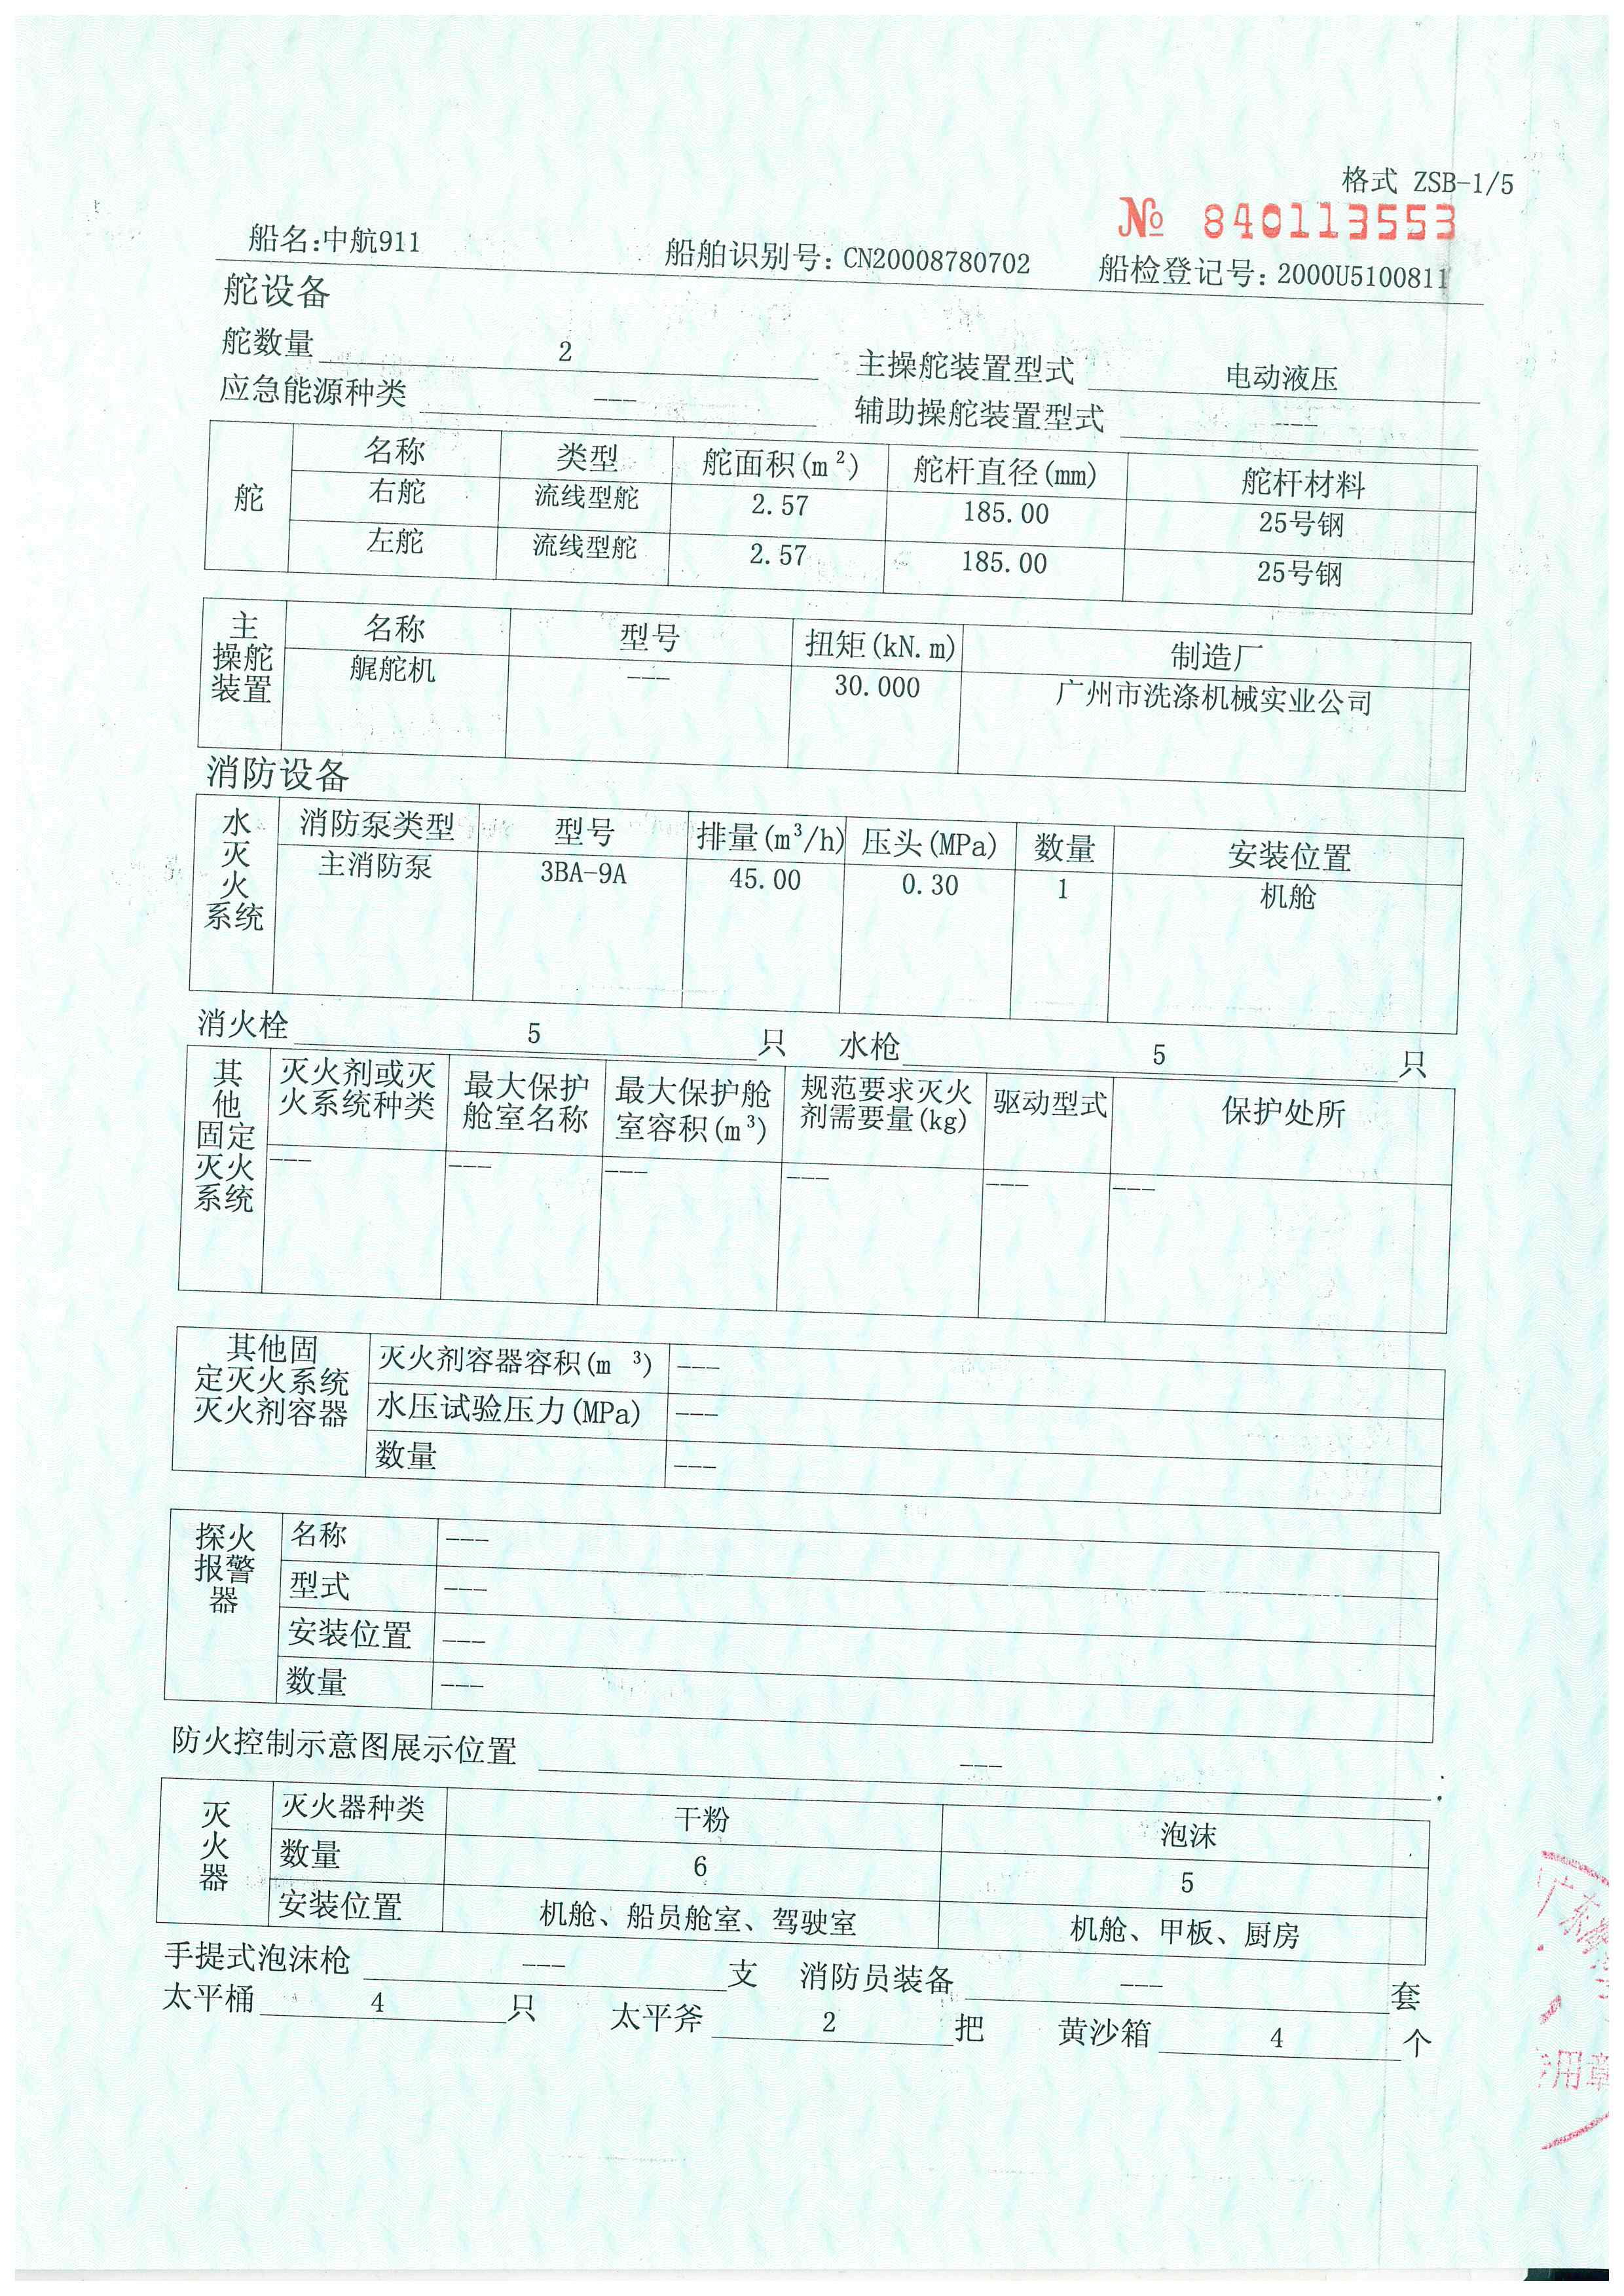 格式 ZSB-1/5
№ 840113553
船名:中航911 船舶识别号:CN20008780702 船检登记号:2000U5100811
舵设备
舵数量 2 主操舵装置型式 电动液压
应急能源种类 --- 辅助操舵装置型式 ---
舵 名称 类型 舵面积(m²) 舵杆直径(mm) 舵杆材料
右舵 流线型舵 2.57 185.00 25号钢
左舵 流线型舵 2.57 185.00 25号钢
主操舵装置 名称 型号 扭矩(kN.m) 制造厂
艉舵机 --- 30.000 广州市洗涤机械实业公司
消防设备
水灭火系统 消防泵类型 型号 排量(m³/h) 压头(MPa) 数量 安装位置
主消防泵 3BA-9A 45.00 0.30 1 机舱
消火栓 5 只 水枪 5 只
其他固定灭火系统 灭火剂或灭火系统种类 最大保护舱室名称 最大保护舱室容积(m³) 规范要求灭火剂需要量(kg) 驱动型式 保护处所
--- --- --- --- --- ---
其他固定灭火系统灭火剂容器 灭火剂容器容积(m ³) ---
水压试验压力(MPa) ---
数量 ---
探火报警器 名称 ---
型式 ---
安装位置 ---
数量 ---
防火控制示意图展示位置 ---
灭火器 灭火器种类 干粉 泡沫
数量 6 5
安装位置 机舱、船员舱室、驾驶室 机舱、甲板、厨房
手提式泡沫枪 --- 支 消防员装备 --- 套
太平桶 4 只 太平斧 2 把 黄沙箱 4 个
广东
用章